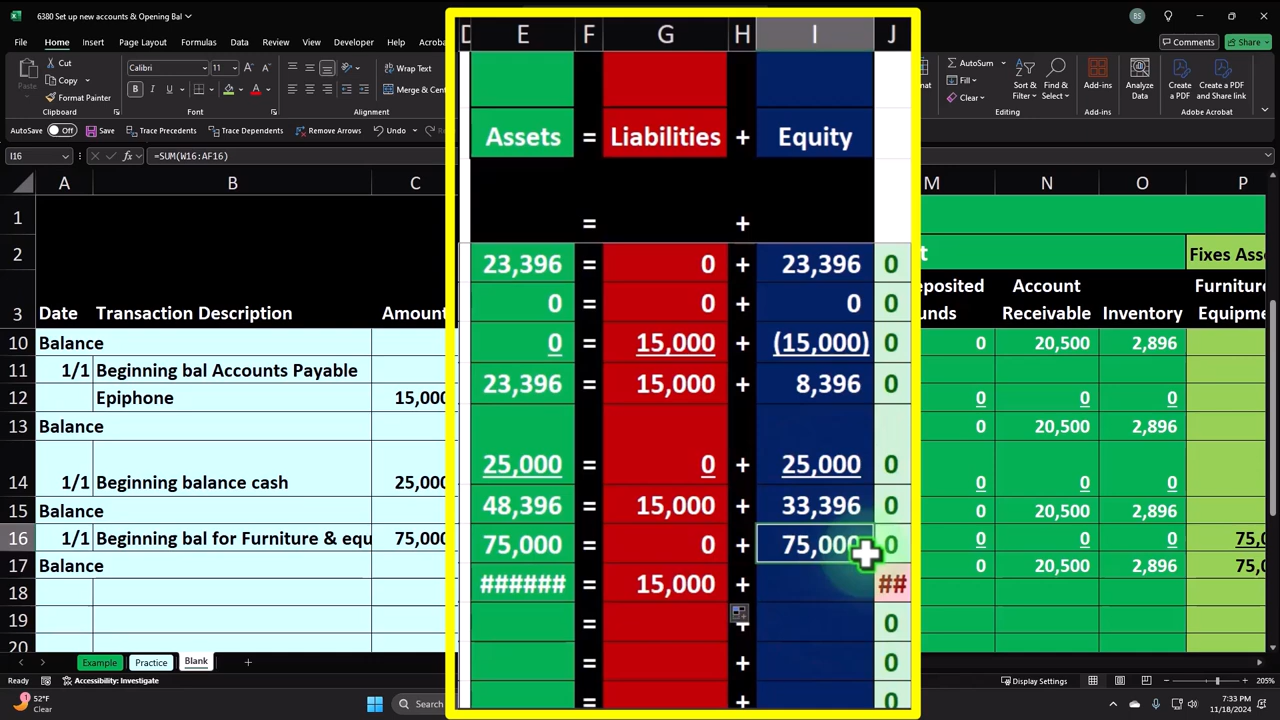 6380 Set up new accounts & Opening Bal
BS
File Home Insert Page Layout
Data Review View Developer Acrob
Comments Share
Cut
Copy
Format Painter
Calibri
B I U
Wrap Text
Merge
Clipboard Font Alignment
AutoSum
Fill
Clear
Sort & Filter
Find & Select
Analyze Data
Create a PDF
Create a PDF and Share link
Editing Adobe Acrobat
AutoSave Off Save Trace Precedents Trace Dependents Remove Arrows Undo
I16 fx =SUM(W16:AF16)
A B C D E F G H I J M N O P
1
2 t Fixes Asse
3 Date Transaction Description Amount
Assets = Liabilities + Equity
posited nds Account Receivable Inventory Furniture Equipme
= +
23,396 = 0 + 23,396 0
0 = 0 + 0 0
10 Balance 0 = 15,000 + (15,000) 0 0 20,500 2,896
11 1/1 Beginning bal Accounts Payable 23,396 = 15,000 + 8,396 0
12 Epiphone 15,000 0 0 0
13 Balance 0 20,500 2,896
1/1 Beginning balance cash 25,000 25,000 = 0 + 25,000 0 0 0 0
15 Balance 48,396 = 15,000 + 33,396 0 0 20,500 2,896
16 1/1 Beginning bal for Furniture & equ 75,000 75,000 = 0 + 75,000 0 0 0 0 75,0
17 Balance ###### = 15,000 + ## 0 20,500 2,896 75,0
18
19 = + 0
20 = + 0
= + 0
Example Practice Blank +
Ready Accessibility: Investigate Display Settings 200%
52°F
Clear
Search
7:33 PM
11/18/2024